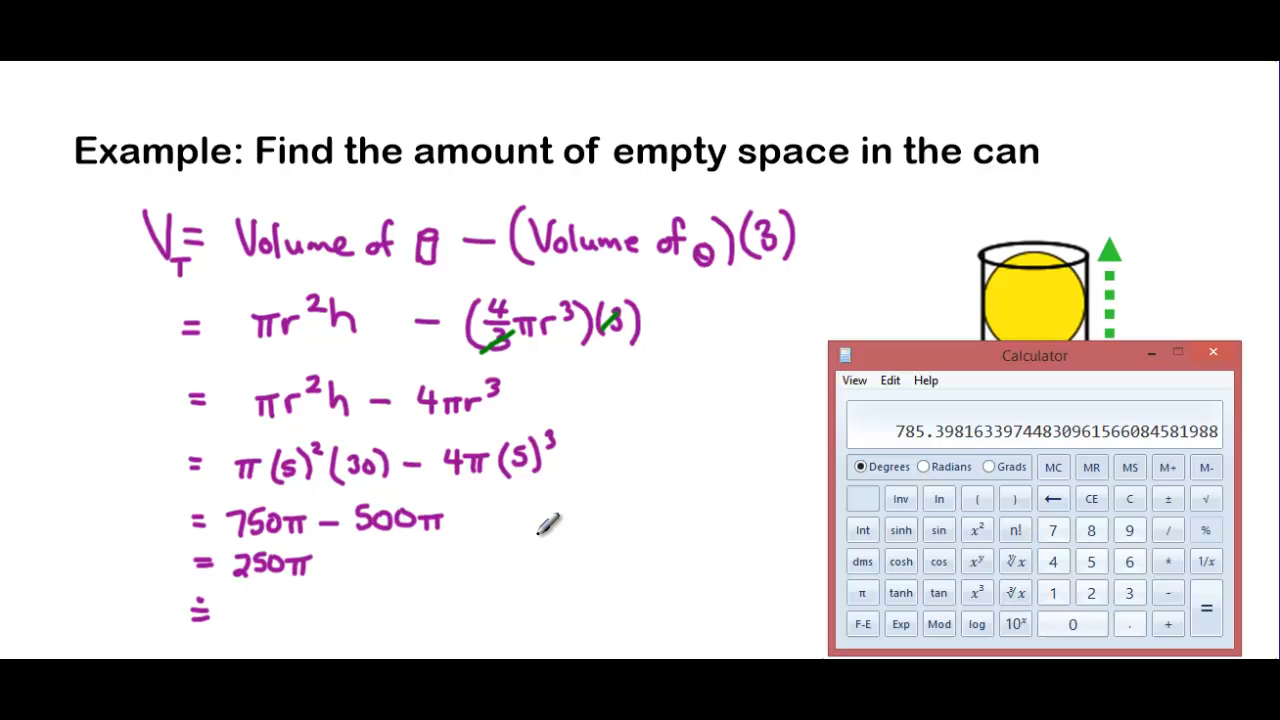 Example: Find the amount of empty space in the can
V_T = Volume of − (Volume of )(3)
= πr²h − (4/3 πr³)(3)
= πr²h − 4πr³
= π(5)²(30) − 4π(5)³
= 750π − 500π
= 250π
≐
Calculator
View Edit Help
785.39816339744830961566084581988
Degrees Radians Grads MC MR MS M+ M-
Inv ln ( ) ← CE C ± √
Int sinh sin x² n! 7 8 9 / %
dms cosh cos xʸ ʸ√x 4 5 6 * 1/x
π tanh tan x³ ³√x 1 2 3 - =
F-E Exp Mod log 10ˣ 0 . +